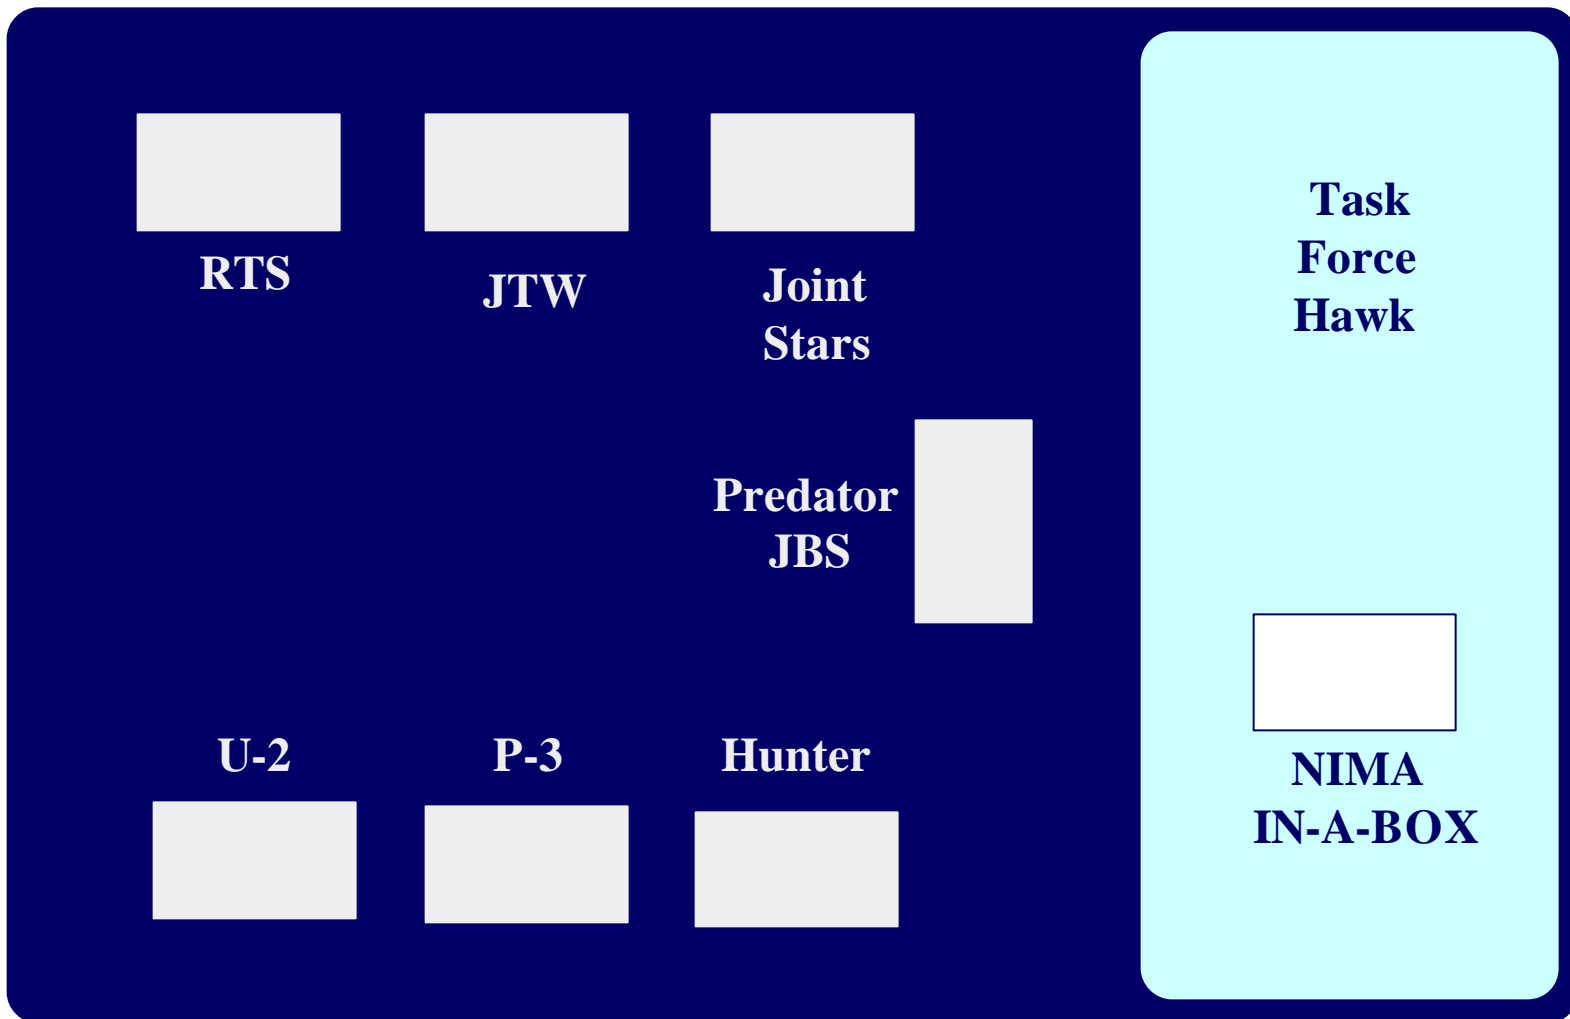 RTS
JTW
Joint
Stars
Predator
JBS
U-2
P-3
Hunter
Task
Force
Hawk
NIMA
IN-A-BOX